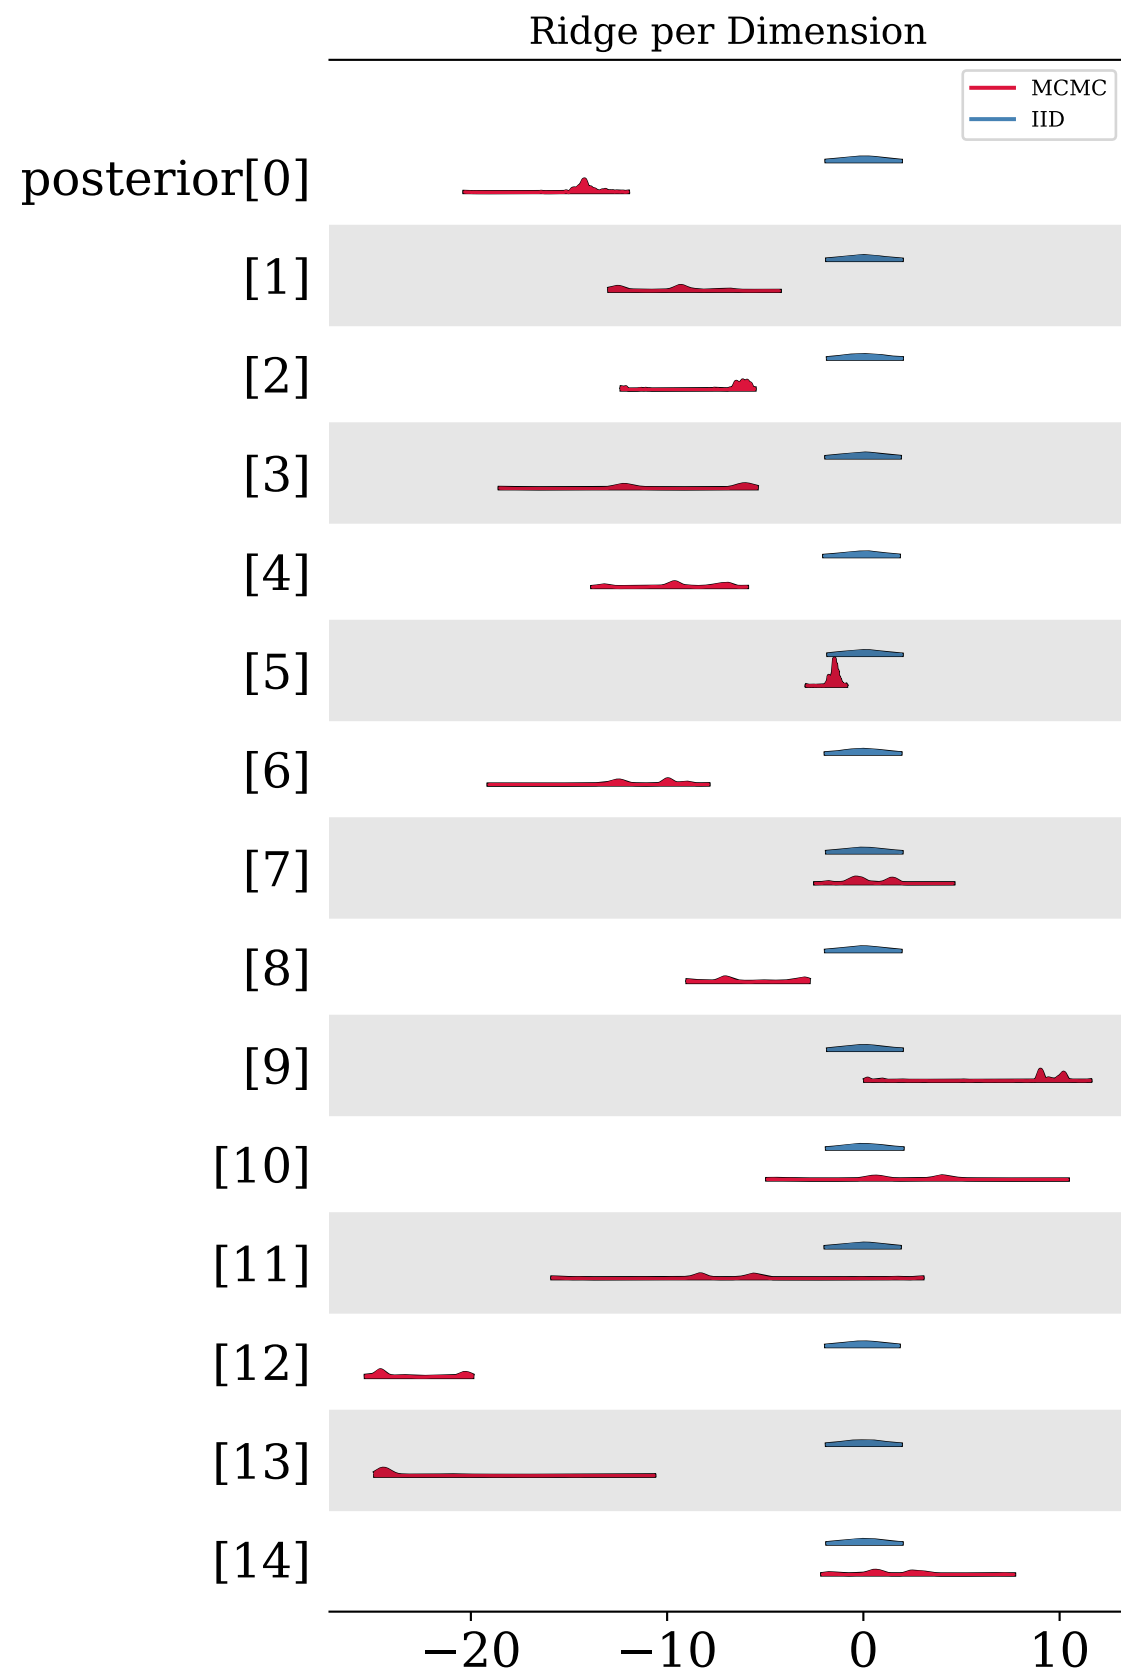 Ridge per Dimension
MCMC
IID
posterior[0]
[1]
[2]
[3]
[4]
[5]
[6]
[7]
[8]
[9]
[10]
[11]
[12]
[13]
[14]
−20 −10 0 10